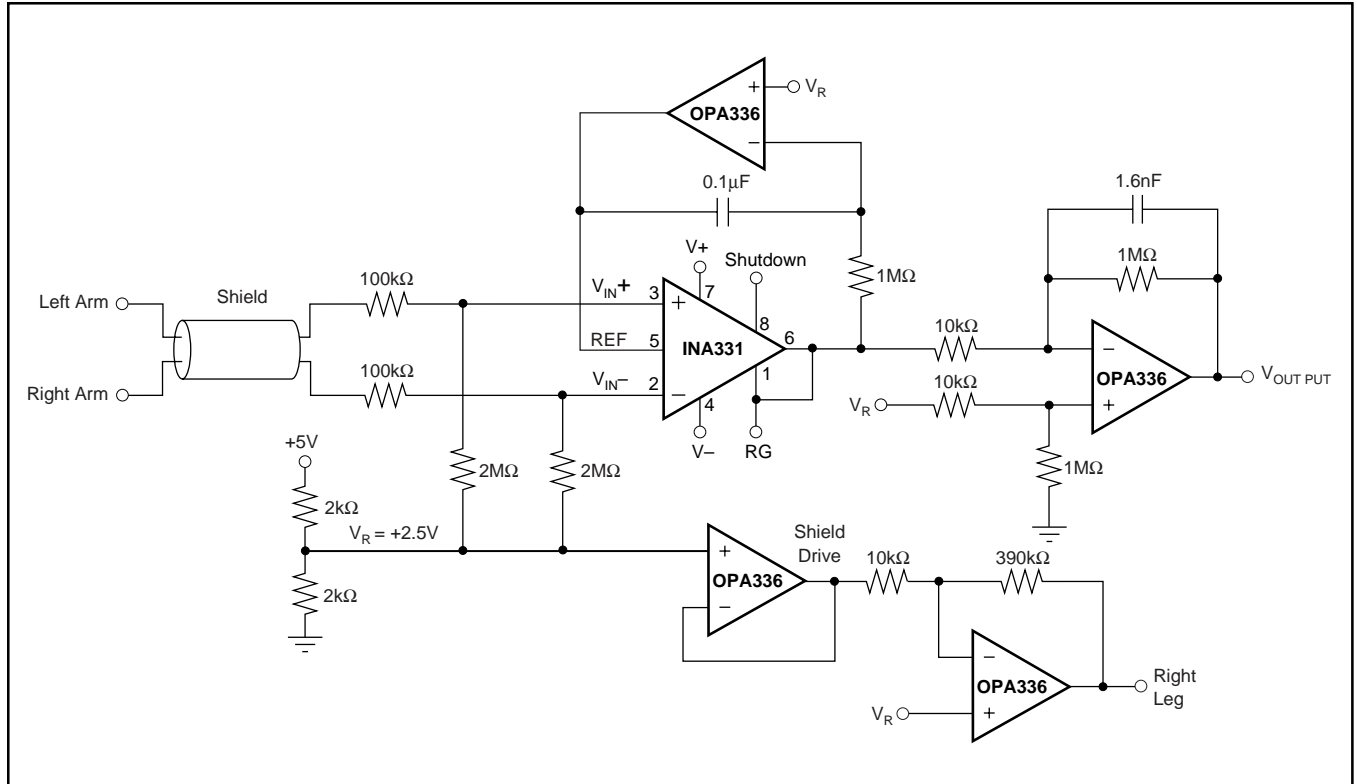 OPA336
+
−
V_R
0.1µF
1.6nF
V+
Shutdown
1MΩ
1MΩ
100kΩ
V_IN+
3
+
7
8
Left Arm
Shield
10kΩ
REF
5
INA331
6
−
OPA336
V_OUT PUT
Right Arm
100kΩ
V_IN−
2
−
4
1
V_R
10kΩ
+
+5V
V−
RG
2MΩ
2MΩ
1MΩ
2kΩ
V_R = +2.5V
Shield
Drive
10kΩ
390kΩ
+
OPA336
−
2kΩ
−
OPA336
+
V_R
Right
Leg